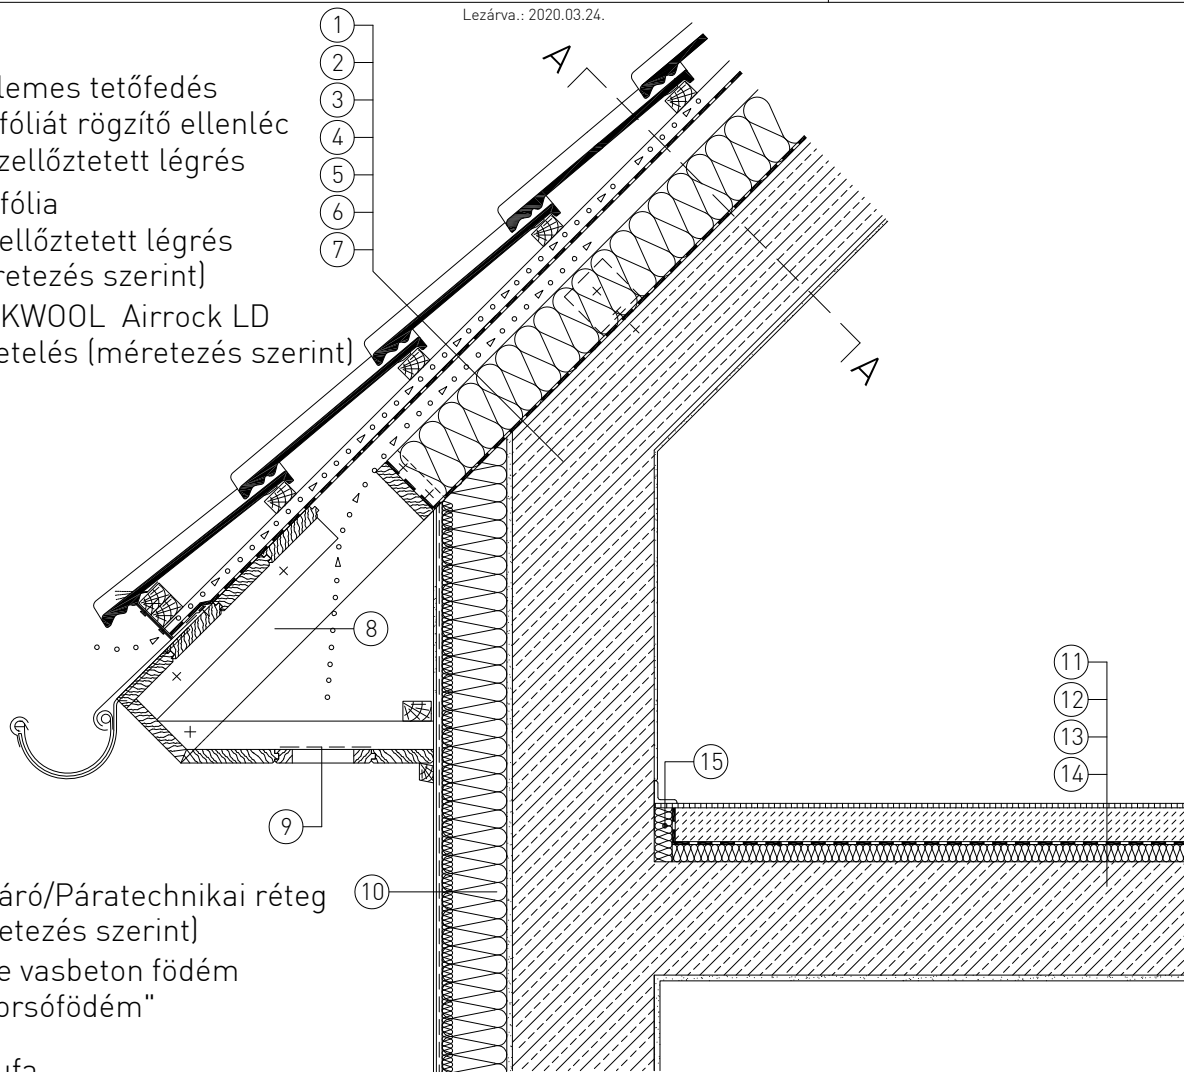 Lezárva.: 2020.03.24.
1
2
3
4
5
6
7
A
A
lemes tetőfedés
fóliát rögzítő ellenléc
zellőztetett légrés
fólia
ellőztetett légrés
retezés szerint)
KWOOL Airrock LD
etelés (méretezés szerint)
8
9
10
11
12
13
14
15
áró/Páratechnikai réteg
etezés szerint)
e vasbeton födém
orsófödém"